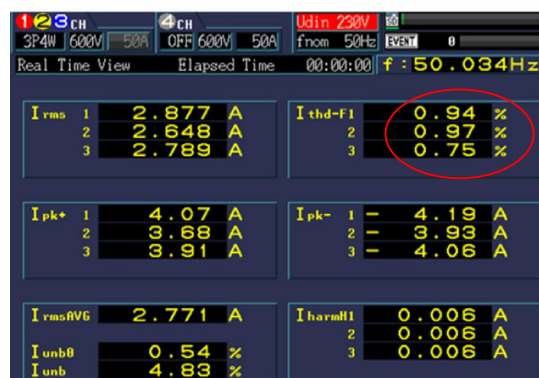 1 2 3 CH 4 CH Udin 230V SD
3P4W 600V 50A OFF 600V 50A fnom 50Hz EVENT 0
Real Time View Elapsed Time 00:00:00 f:50.034Hz
Irms 1 2.877 A
2 2.648 A
3 2.789 A
Ithd-F1 0.94 %
2 0.97 %
3 0.75 %
Ipk+ 1 4.07 A
2 3.68 A
3 3.91 A
Ipk- 1 - 4.19 A
2 - 3.93 A
3 - 4.06 A
IrmsAVG 2.771 A
Iunb0 0.54 %
Iunb 4.83 %
IharmH1 0.006 A
2 0.006 A
3 0.006 A